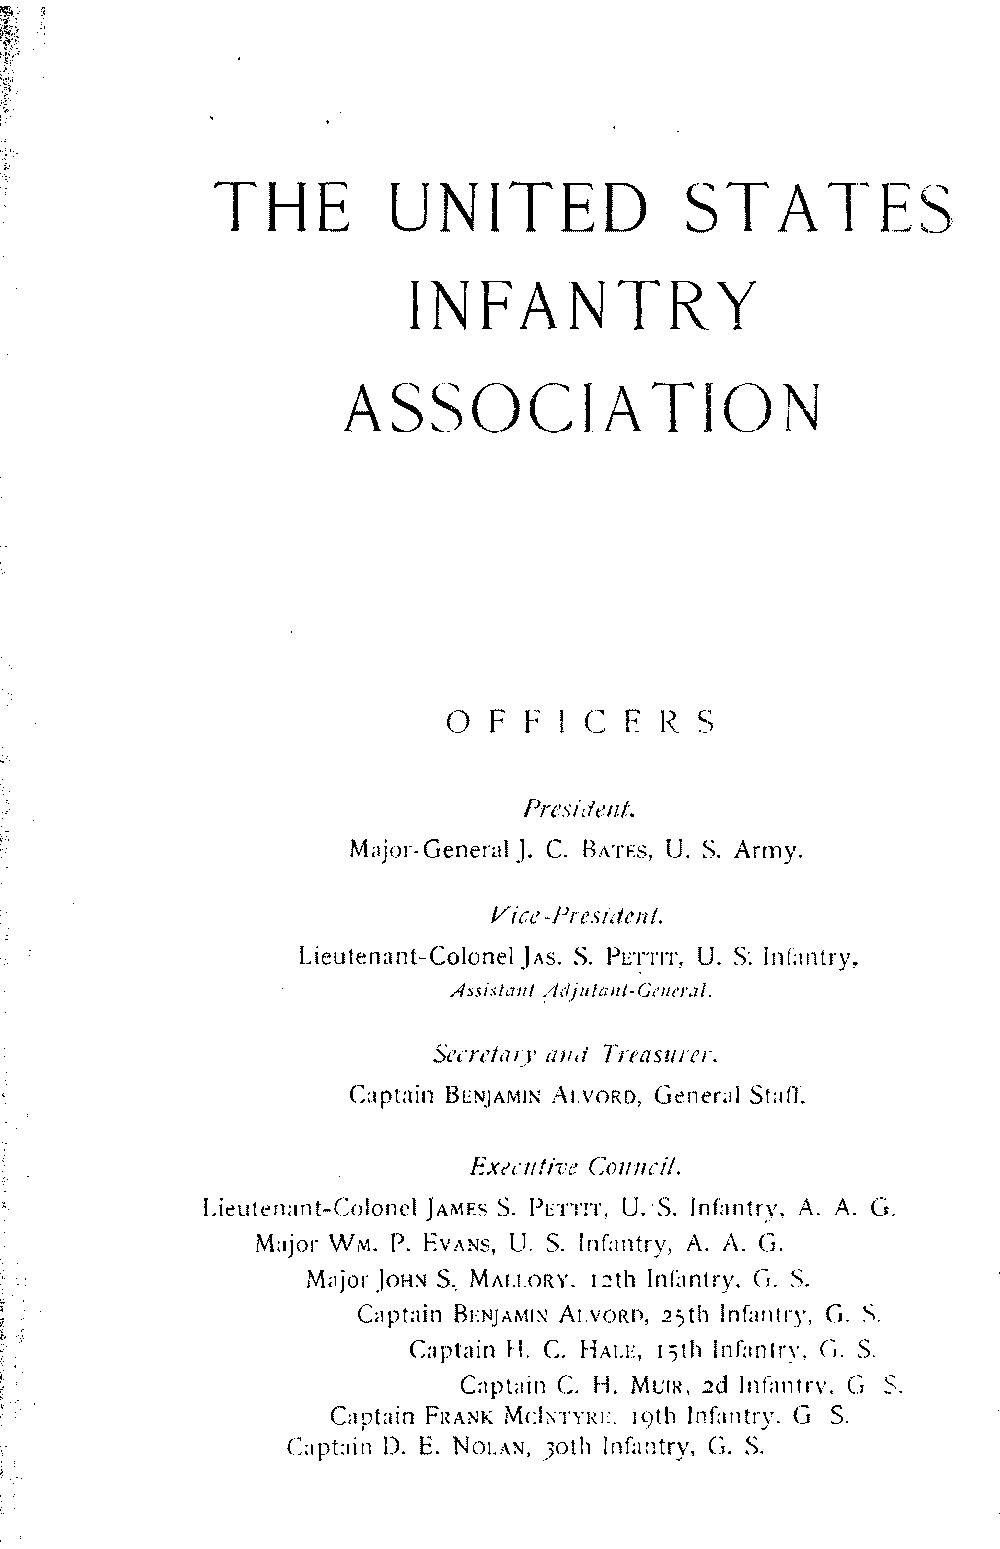 THE UNITED STATES
INFANTRY
ASSOCIATION
OFFICERS
President.
Major-General J. C. BATES, U. S. Army.
Vice-President.
Lieutenant-Colonel JAS. S. PETTIT, U. S. Infantry,
Assistant Adjutant-General.
Secretary and Treasurer.
Captain BENJAMIN ALVORD, General Staff.
Executive Council.
Lieutenant-Colonel JAMES S. PETTIT, U. S. Infantry, A. A. G.
Major WM. P. EVANS, U. S. Infantry, A. A. G.
Major JOHN S. MALLORY, 12th Infantry, G. S.
Captain BENJAMIN ALVORD, 25th Infantry, G. S.
Captain H. C. HALE, 15th Infantry, G. S.
Captain C. H. MUIR, 2d Infantry, G S.
Captain FRANK MCINTYRE, 19th Infantry, G S.
Captain D. E. NOLAN, 30th Infantry, G. S.